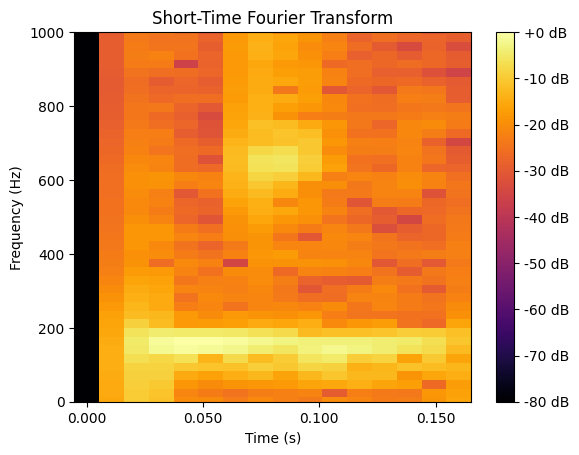 Short-Time Fourier Transform
1000
800
600
400
200
0
Frequency (Hz)
0.000
0.050
0.100
0.150
Time (s)
+0 dB
-10 dB
-20 dB
-30 dB
-40 dB
-50 dB
-60 dB
-70 dB
-80 dB